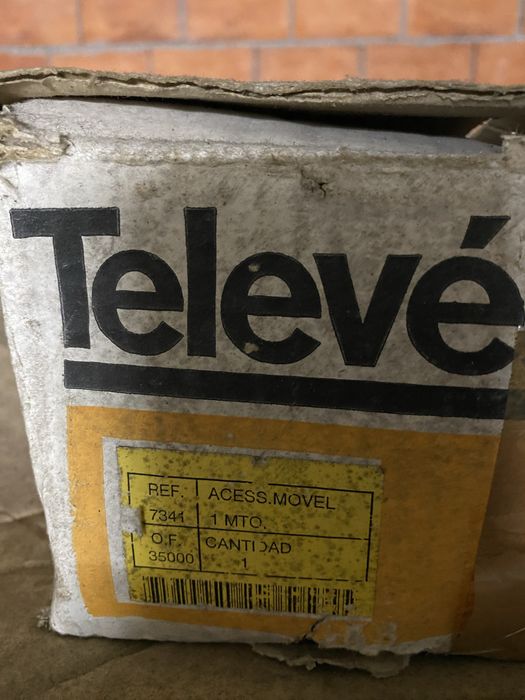 Televé
REF. ACESS.MOVEL
7341 1 MTO.
O.F. CANTIDAD
35000 1